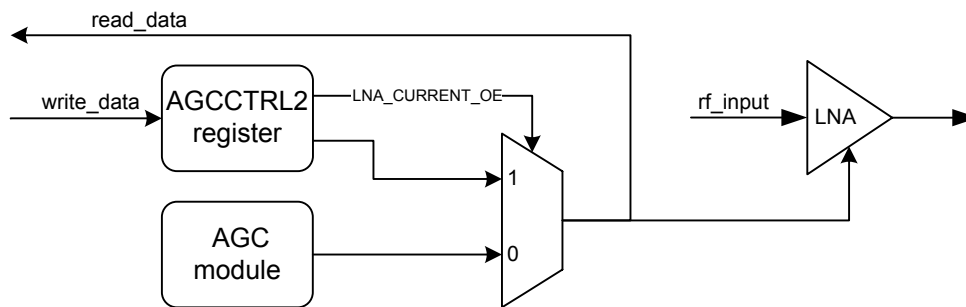 read_data
write_data
AGCCTRL2
register
LNA_CURRENT_OE
rf_input
LNA
1
AGC
module
0